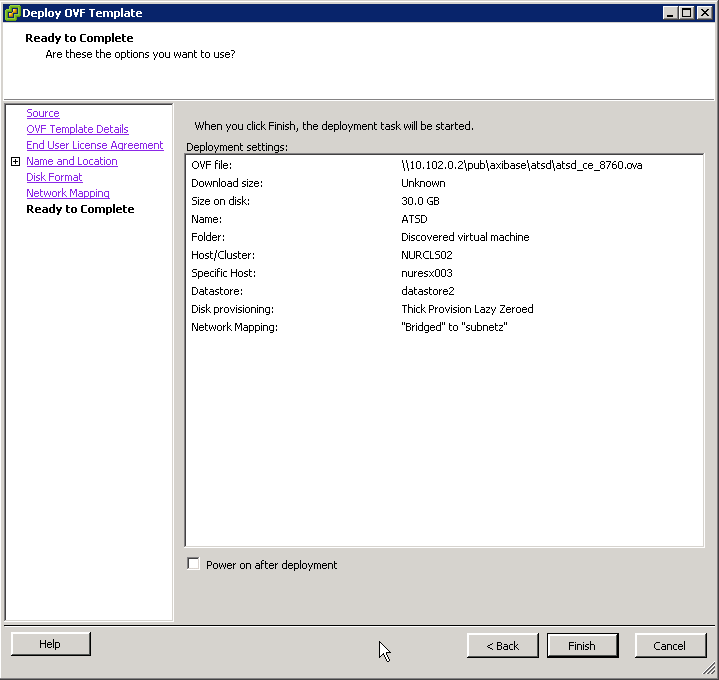 Deploy OVF Template
Ready to Complete
Are these the options you want to use?
Source
OVF Template Details
End User License Agreement
Name and Location
Disk Format
Network Mapping
Ready to Complete
When you click Finish, the deployment task will be started.
Deployment settings:
OVF file: \\10.102.0.2\pub\axibase\atsd\atsd_ce_8760.ova
Download size: Unknown
Size on disk: 30.0 GB
Name: ATSD
Folder: Discovered virtual machine
Host/Cluster: NURCLS02
Specific Host: nuresx003
Datastore: datastore2
Disk provisioning: Thick Provision Lazy Zeroed
Network Mapping: "Bridged" to "subnetz"
Power on after deployment
Help
< Back
Finish
Cancel